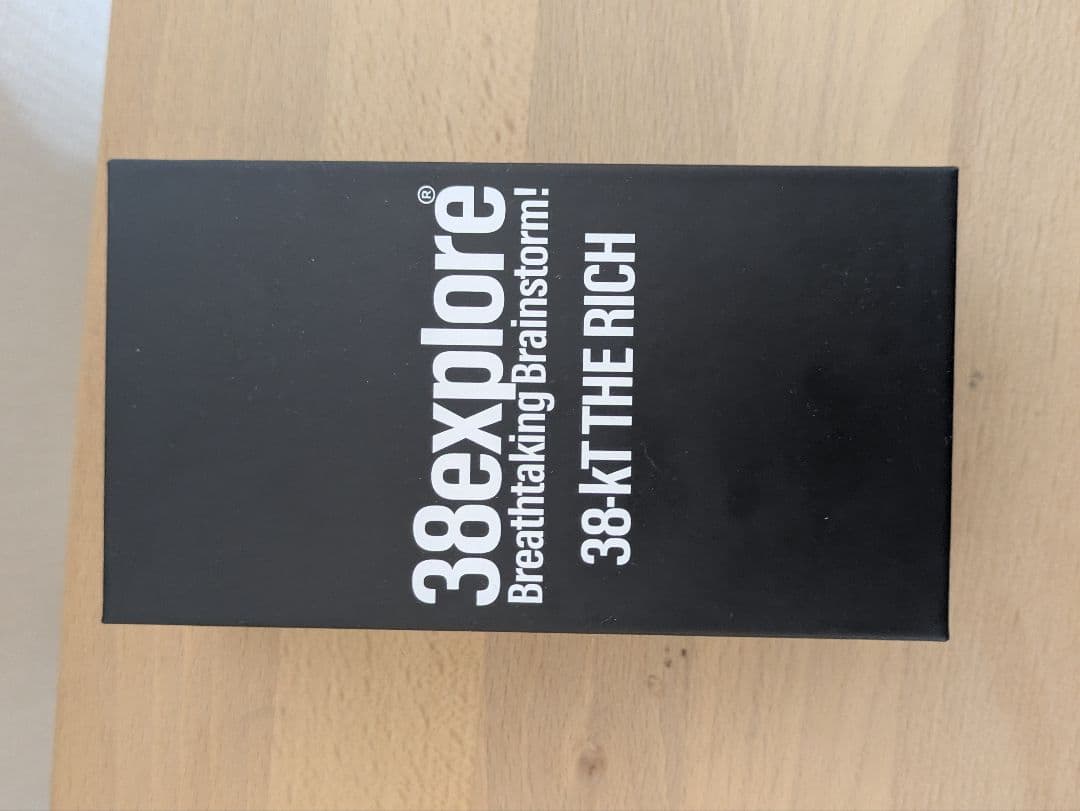 38explore®
Breathtaking Brainstorm!
38-kT THE RICH